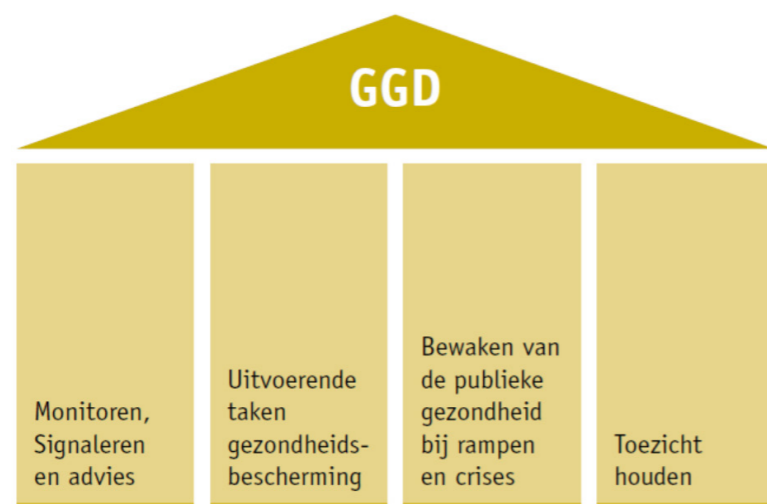 GGD
Monitoren,
Signaleren
en advies
Uitvoerende
taken
gezondheids-
bescherming
Bewaken van
de publieke
gezondheid
bij rampen
en crises
Toezicht
houden